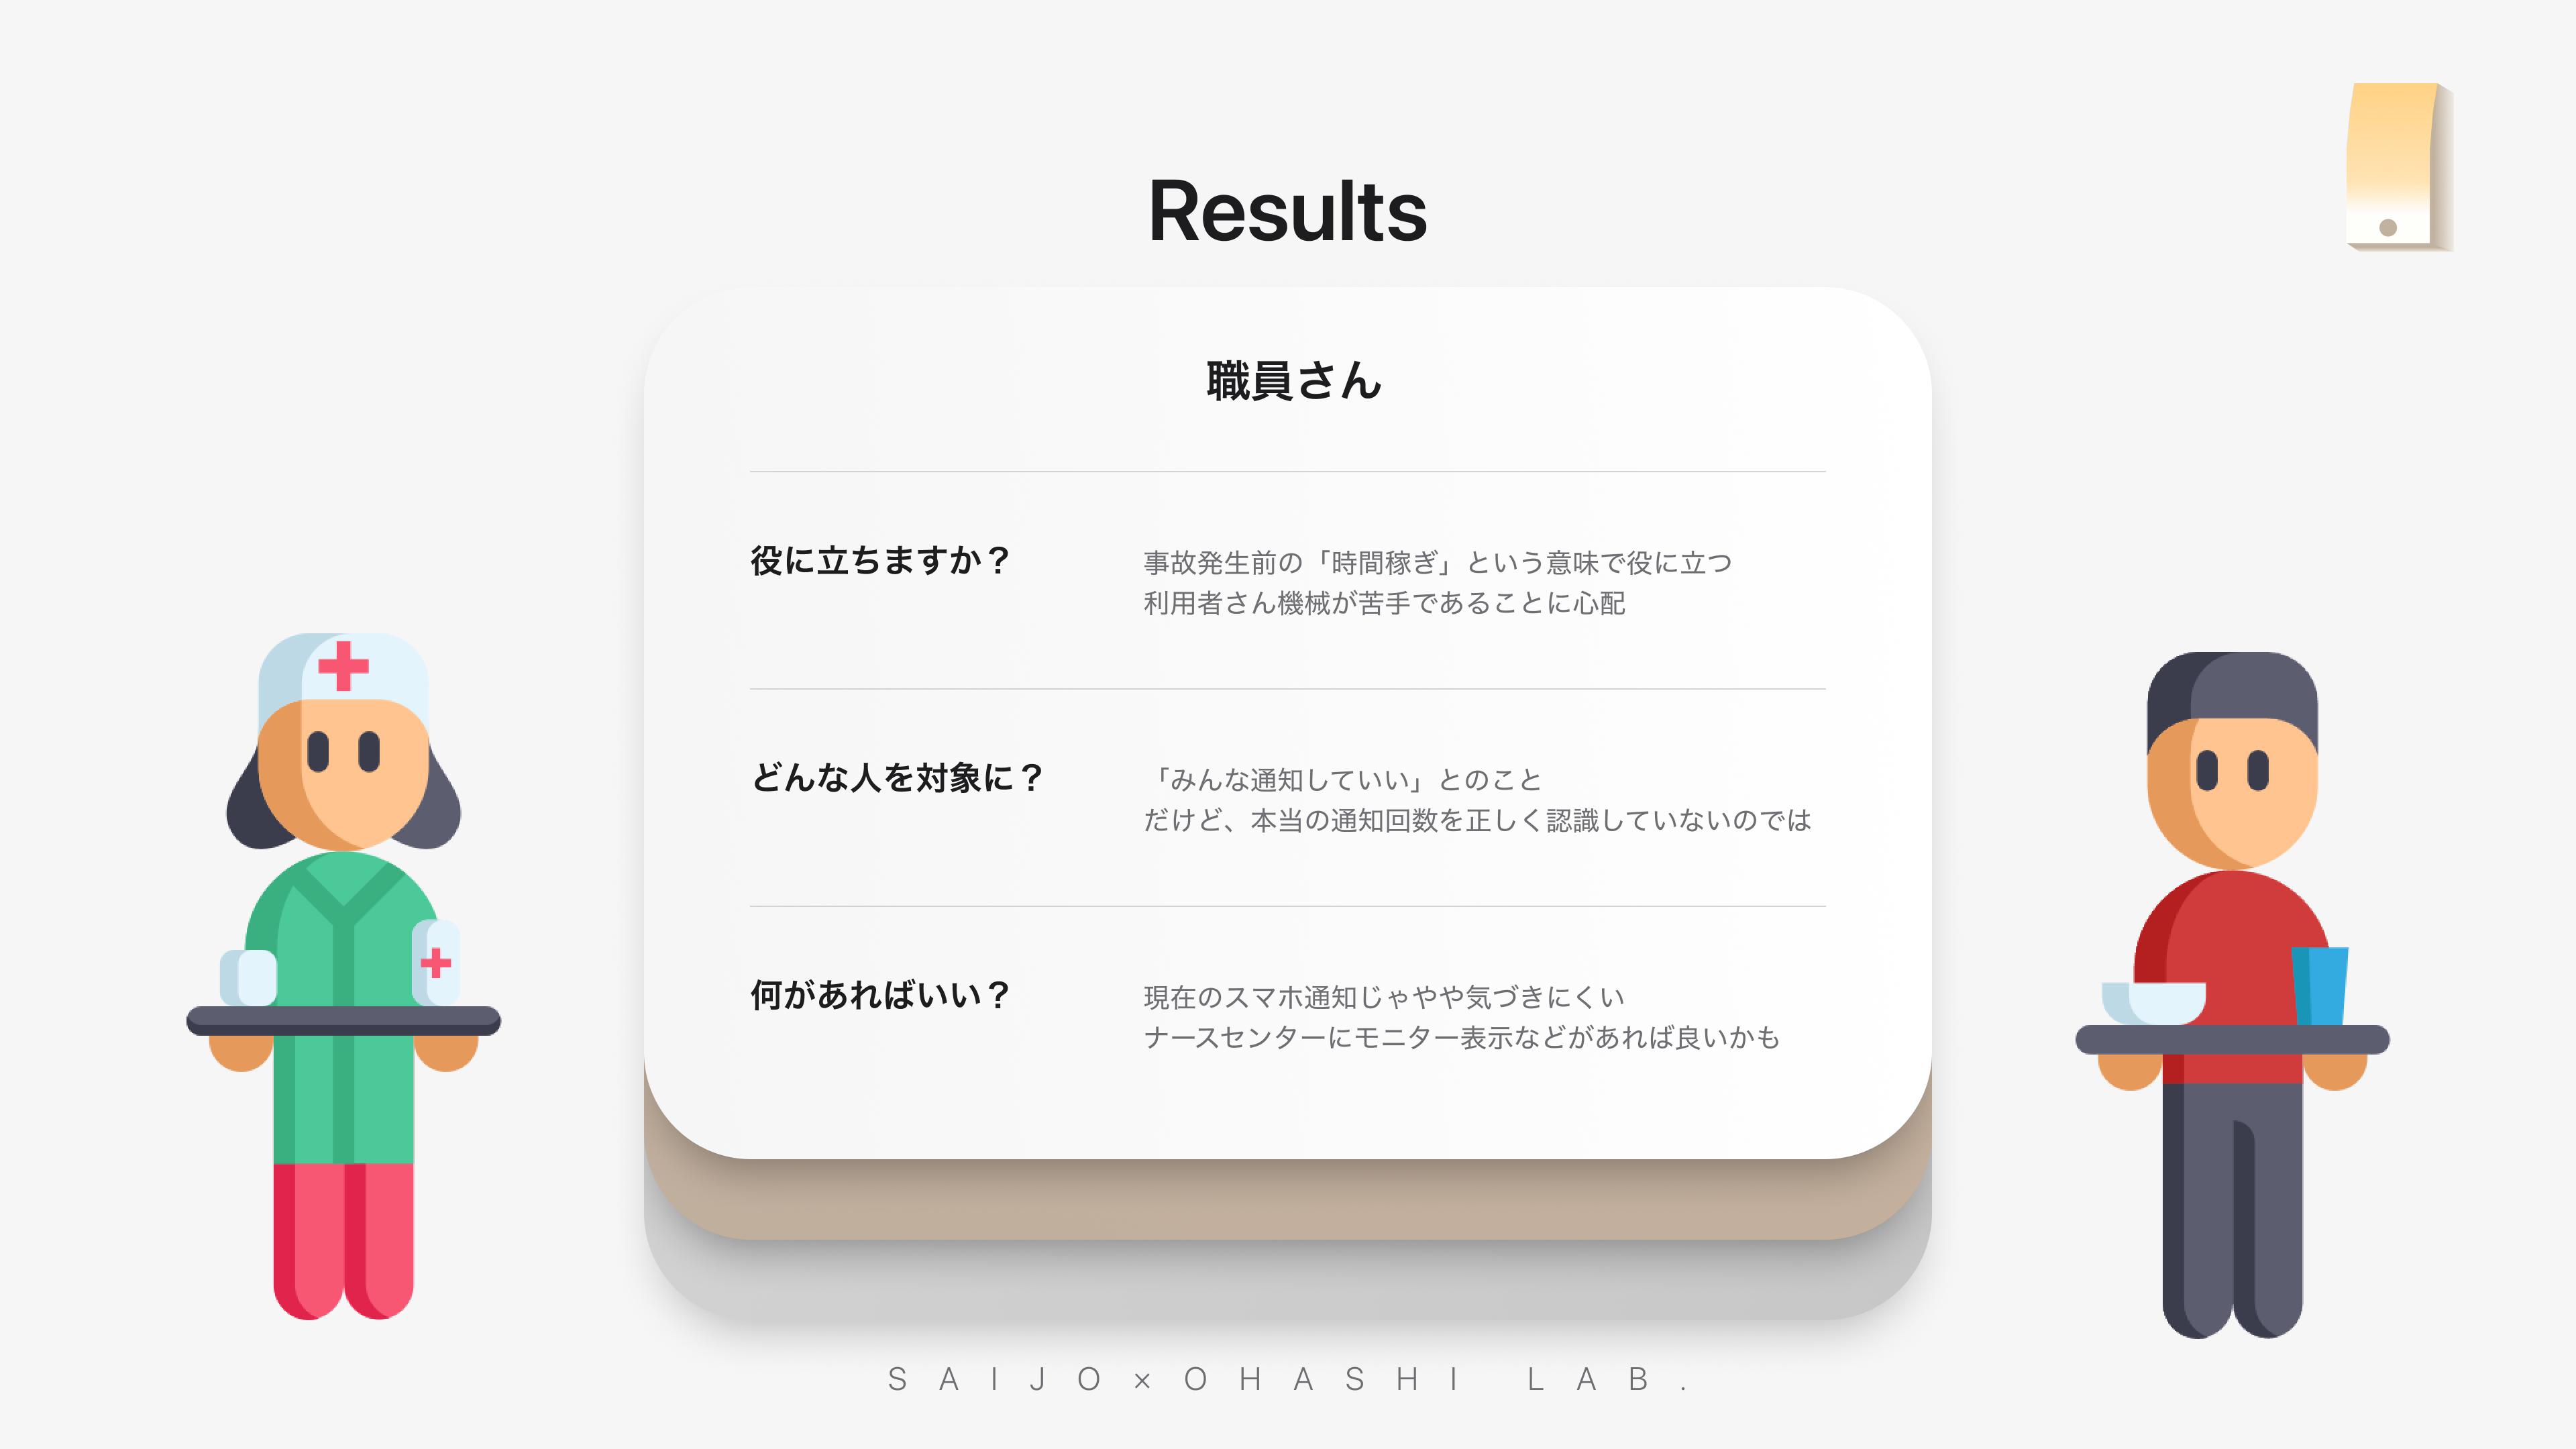 Results
職員さん
役に立ちますか？
事故発生前の「時間稼ぎ」という意味で役に立つ
利用者さん機械が苦手であることに心配
どんな人を対象に？
「みんな通知していい」とのこと
だけど、本当の通知回数を正しく認識していないのでは
何があればいい？
現在のスマホ通知じゃやや気づきにくい
ナースセンターにモニター表示などがあれば良いかも
SAIJO×OHASHI LAB.